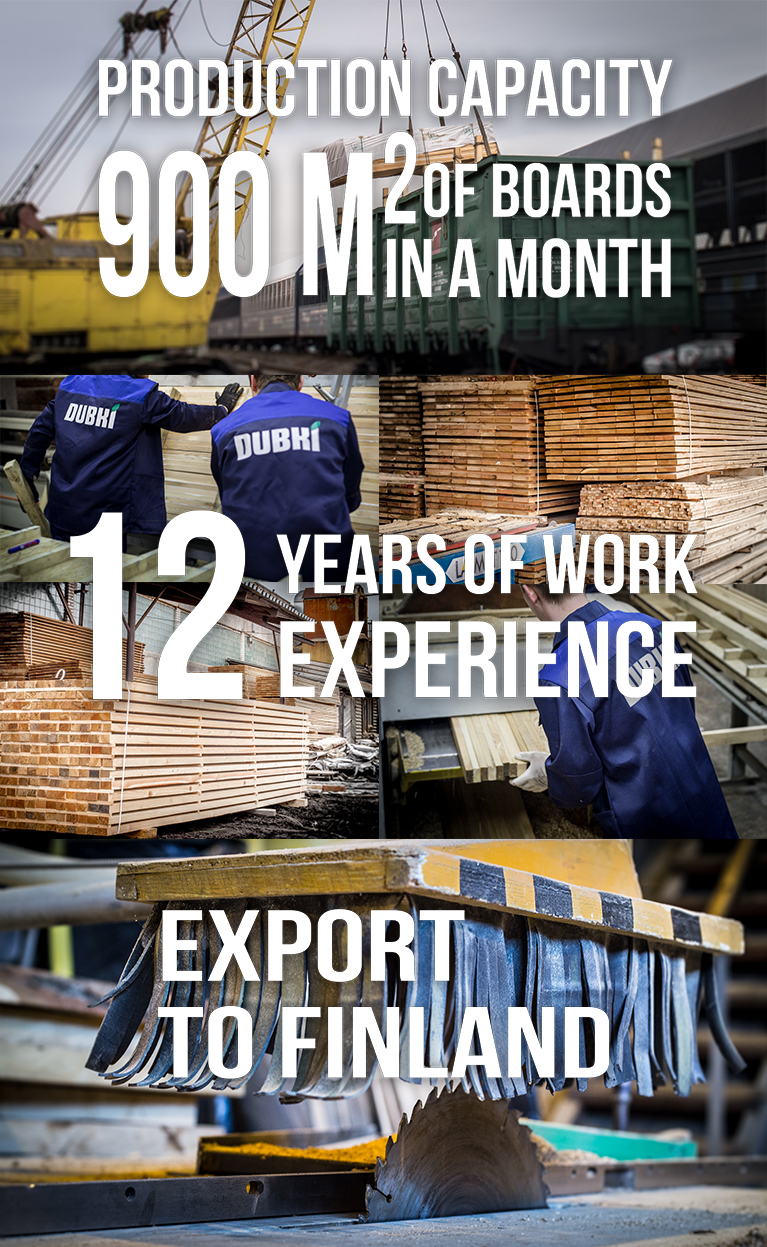 PRODUCTION CAPACITY
900 M² OF BOARDS
IN A MONTH
DUBKI
DUBKI
12 YEARS OF WORK
EXPERIENCE
EXPORT
TO FINLAND